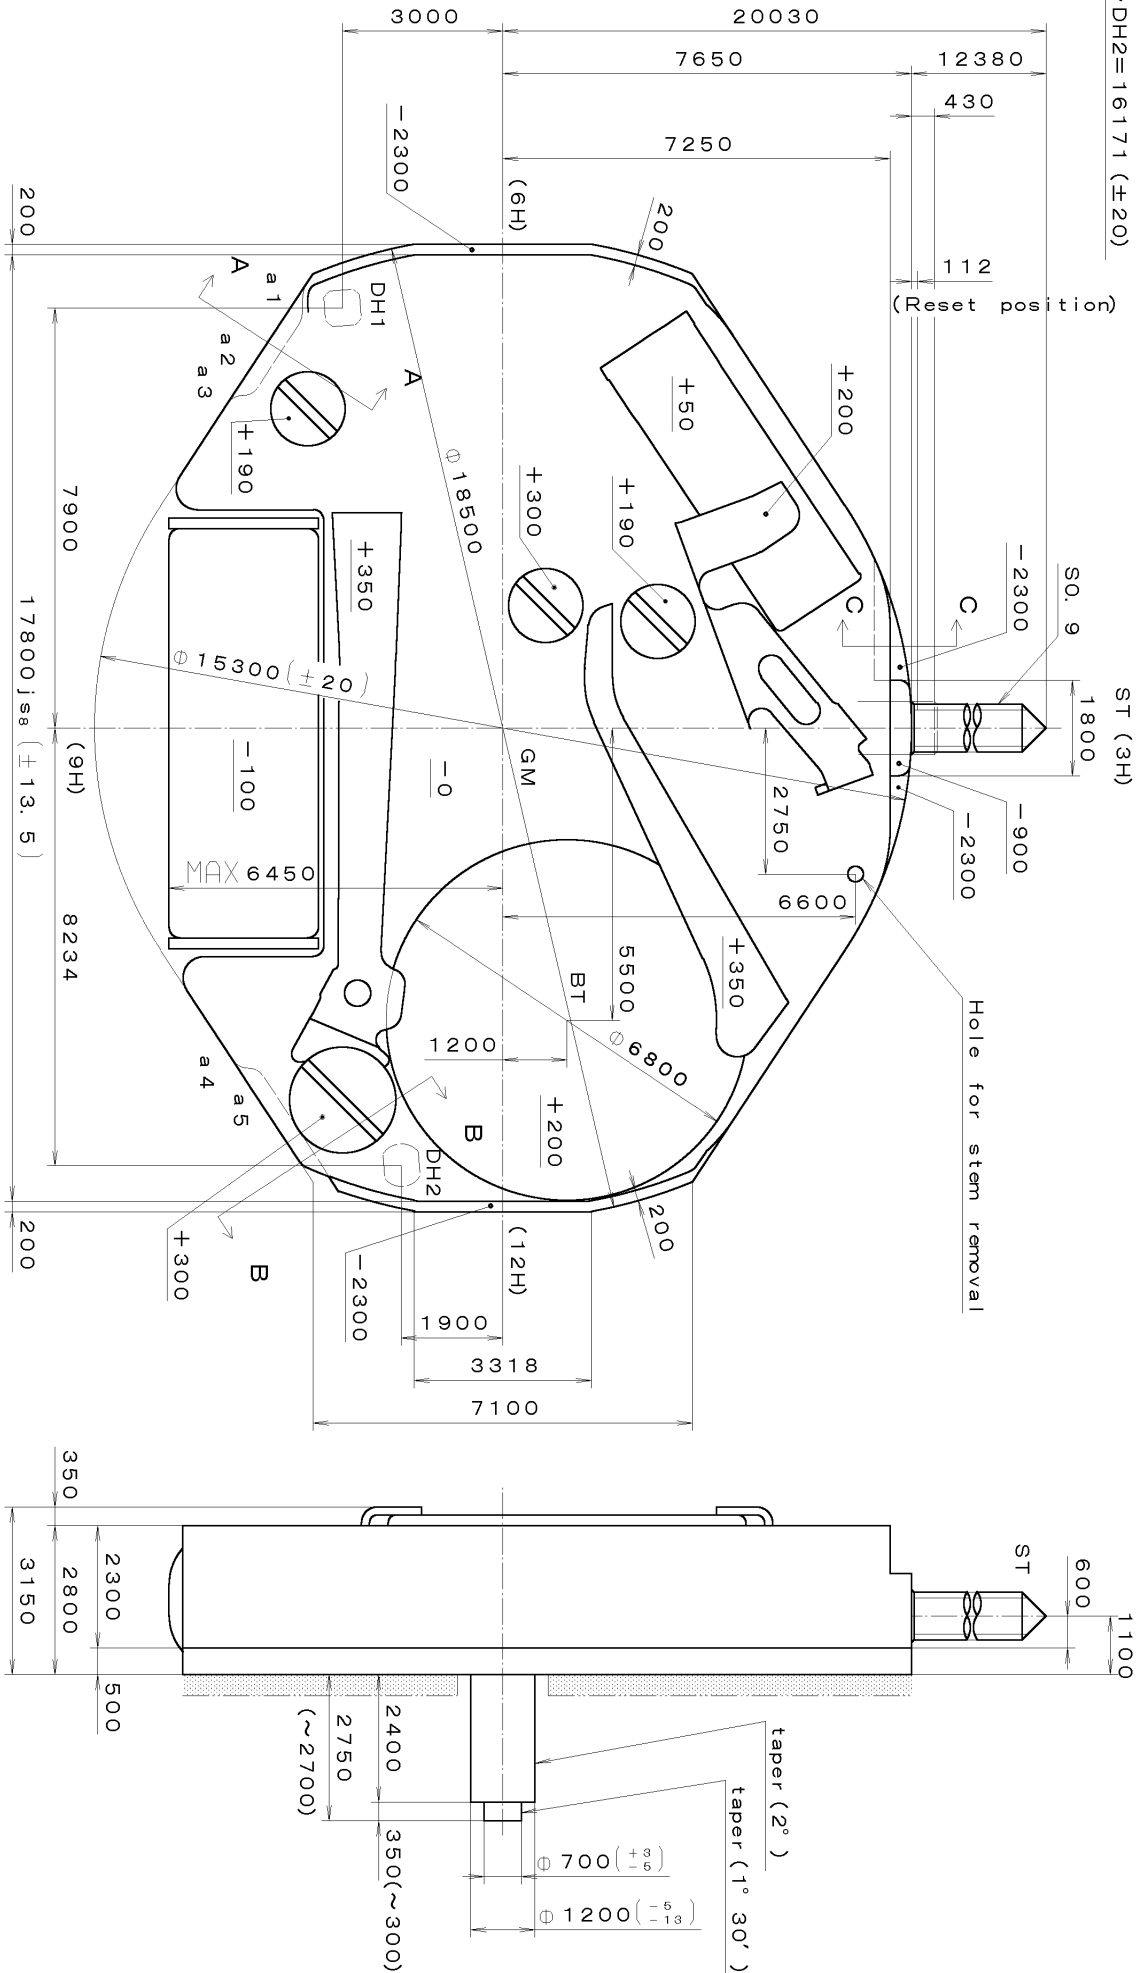 DH2=16171 (±20)
3000
20030
7650
12380
430
7250
−2300
(6H)
200
200
112
(Reset position)
A
a1
DH1
a2
a3
A
+50
+200
+190
φ18500
+300
+190
−2300
SO. 9
C
C
7900
+350
ST (3H)
1800
17800js8 (±13. 5)
φ15300(±20)
(9H)
−100
−0
GM
2750
−900
−2300
MAX 6450
6600
8234
5500
+350
BT
1200
φ6800
Hole for stem removal
a4
a5
B
+200
DH2
200
200
+300
B
−2300
(12H)
1900
3318
7100
350
2300
2800
3150
ST
600
1100
500
2400
2750
(~2700)
350(~300)
taper (2°)
taper (1° 30′)
φ700(+3 −5)
φ1200(−5 −13)